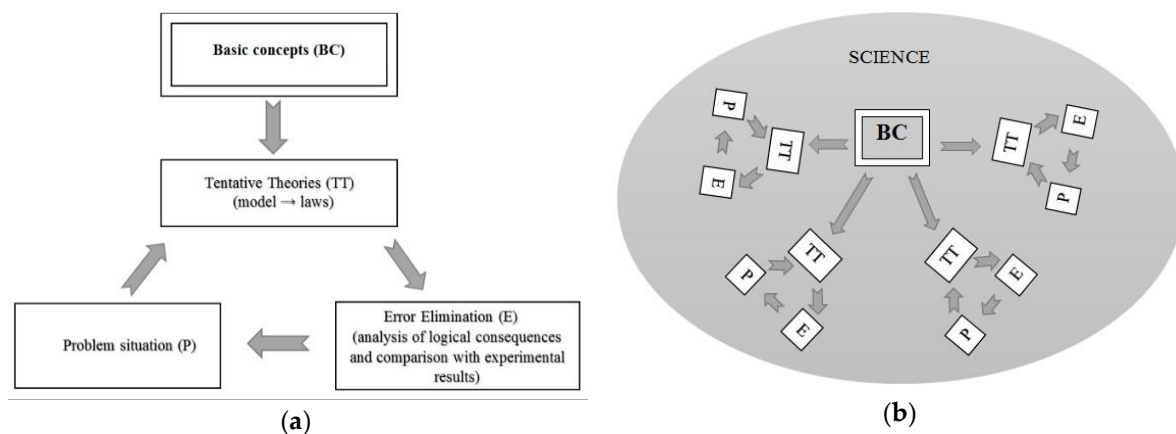 Basic concepts (BC)
Tentative Theories (TT)
(model → laws)
Problem situation (P)
Error Elimination (E)
(analysis of logical consequences
and comparison with experimental
results)
(a)
SCIENCE
BC
P
TT
E
TT
E
P
TT
P
E
TT
E
P
(b)